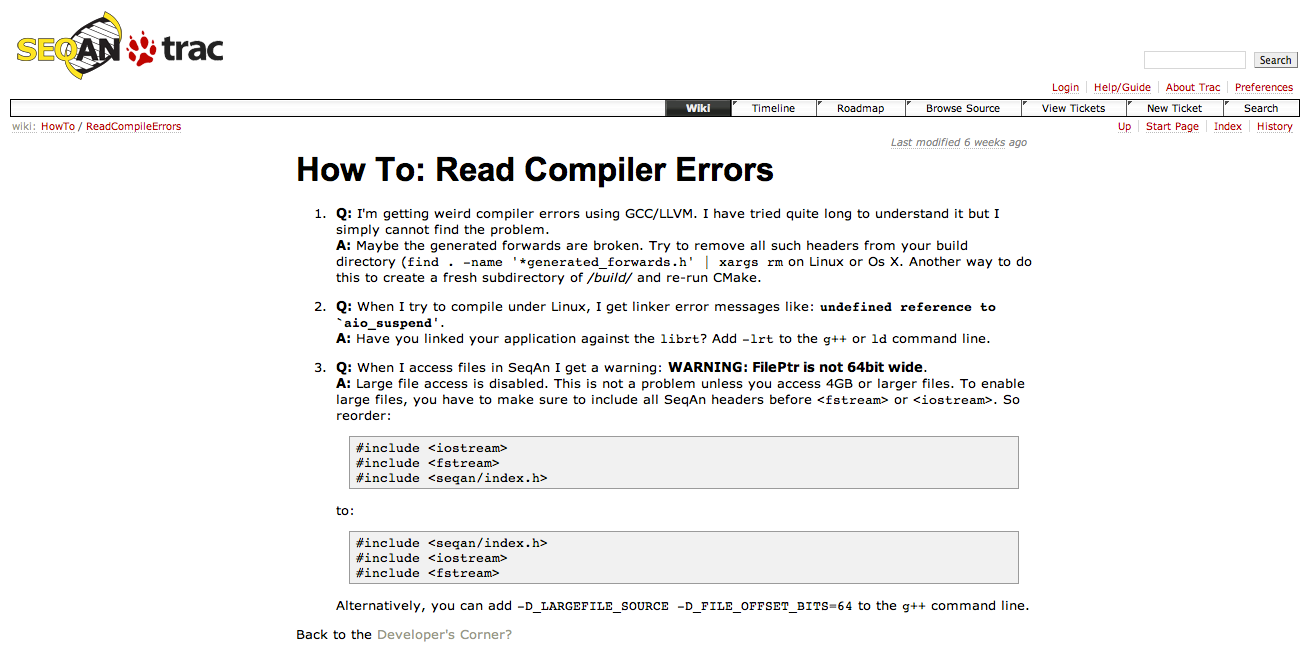 SEQAN trac
Search
Login Help/Guide About Trac Preferences
Wiki Timeline Roadmap Browse Source View Tickets New Ticket Search
wiki: HowTo / ReadCompileErrors
Up Start Page Index History
Last modified 6 weeks ago
How To: Read Compiler Errors
1. Q: I'm getting weird compiler errors using GCC/LLVM. I have tried quite long to understand it but I
simply cannot find the problem.
A: Maybe the generated forwards are broken. Try to remove all such headers from your build
directory (find . -name '*generated_forwards.h' | xargs rm on Linux or Os X. Another way to do
this to create a fresh subdirectory of /build/ and re-run CMake.
2. Q: When I try to compile under Linux, I get linker error messages like: undefined reference to
`aio_suspend'.
A: Have you linked your application against the librt? Add -lrt to the g++ or ld command line.
3. Q: When I access files in SeqAn I get a warning: WARNING: FilePtr is not 64bit wide.
A: Large file access is disabled. This is not a problem unless you access 4GB or larger files. To enable
large files, you have to make sure to include all SeqAn headers before <fstream> or <iostream>. So
reorder:
#include <iostream>
#include <fstream>
#include <seqan/index.h>
to:
#include <seqan/index.h>
#include <iostream>
#include <fstream>
Alternatively, you can add -D_LARGEFILE_SOURCE -D_FILE_OFFSET_BITS=64 to the g++ command line.
Back to the Developer's Corner?